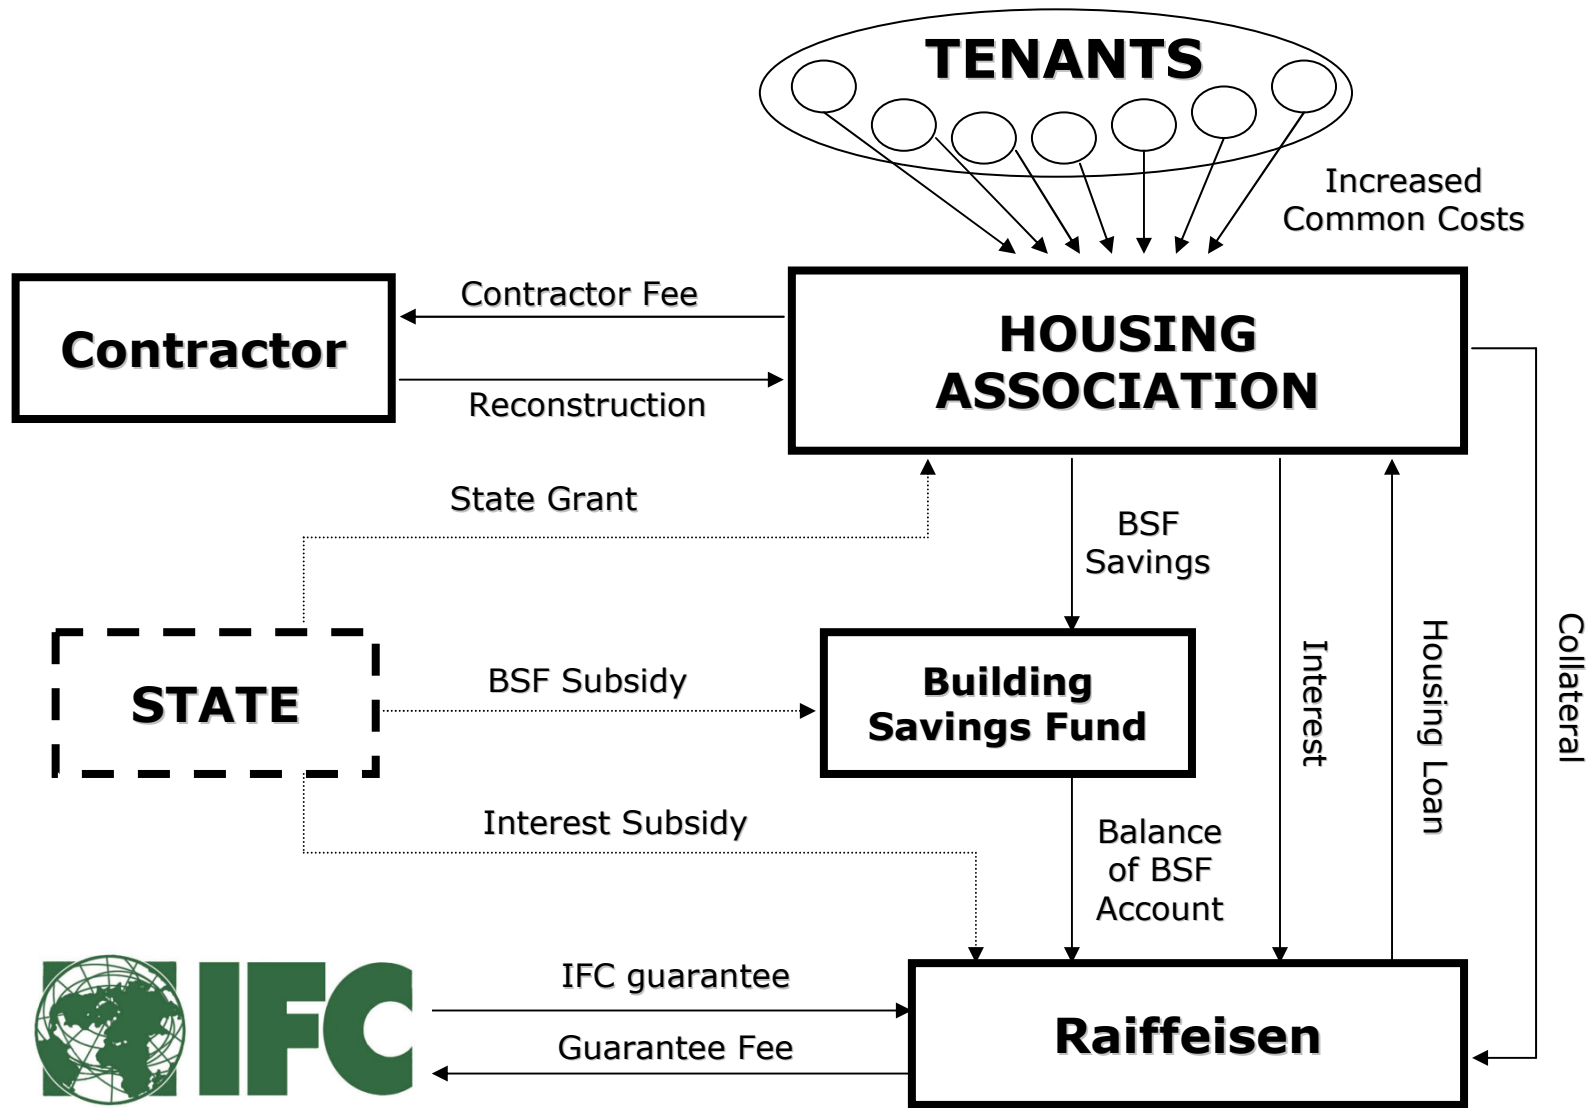 TENANTS
Increased
Common Costs
Contractor Fee
Contractor
HOUSING
ASSOCIATION
Reconstruction
State Grant
BSF
Savings
STATE
BSF Subsidy
Building
Savings Fund
Interest
Housing Loan
Collateral
Interest Subsidy
Balance
of BSF
Account
IFC
IFC guarantee
Guarantee Fee
Raiffeisen